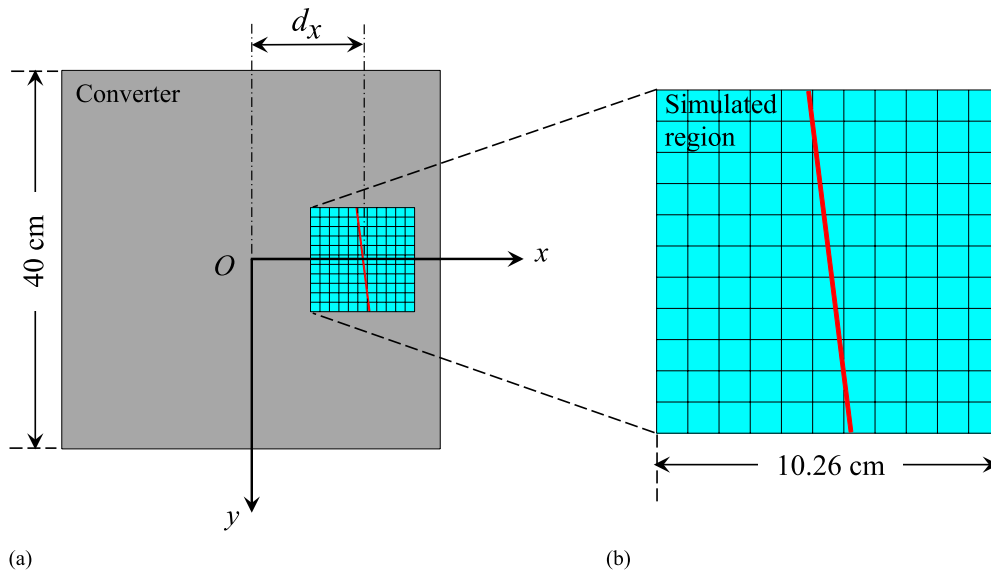 dx
Converter
Simulated
region
40 cm
O
x
y
10.26 cm
(a)
(b)